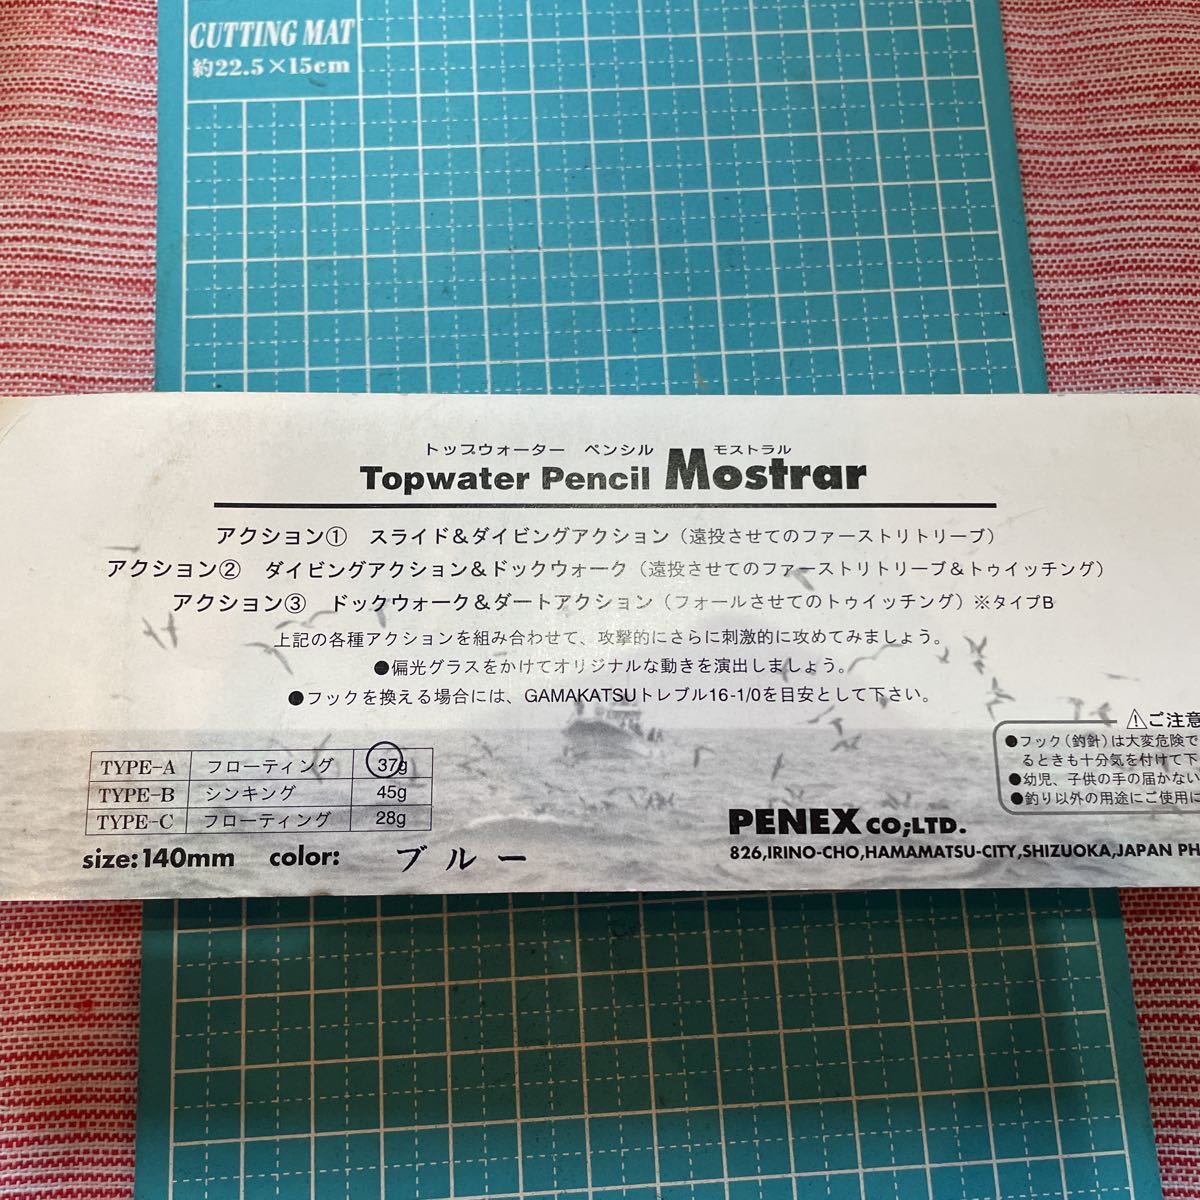 CUTTING MAT
約22.5×15cm
トップウォーター ペンシル モストラル
Topwater Pencil Mostrar
アクション① スライド&ダイビングアクション(遠投させてのファーストリトリーブ)
アクション② ダイビングアクション&ドックウォーク(遠投させてのファーストリトリーブ&トゥイッチング)
アクション③ ドックウォーク&ダートアクション(フォールさせてのトゥイッチング)※タイプB
上記の各種アクションを組み合わせて、攻撃的にさらに刺激的に攻めてみましょう。
●偏光グラスをかけてオリジナルな動きを演出しましょう。
●フックを換える場合には、GAMAKATSUトレブル16-1/0を目安として下さい。
⚠ご注意
●フック(釣針)は大変危険で
るときも十分気を付けて下
●幼児、子供の手の届かない
●釣り以外の用途にご使用に
TYPE-A フローティング 37g
TYPE-B シンキング 45g
TYPE-C フローティング 28g
size:140mm color: ブルー
PENEX CO;LTD.
826,IRINO-CHO,HAMAMATSU-CITY,SHIZUOKA,JAPAN PH